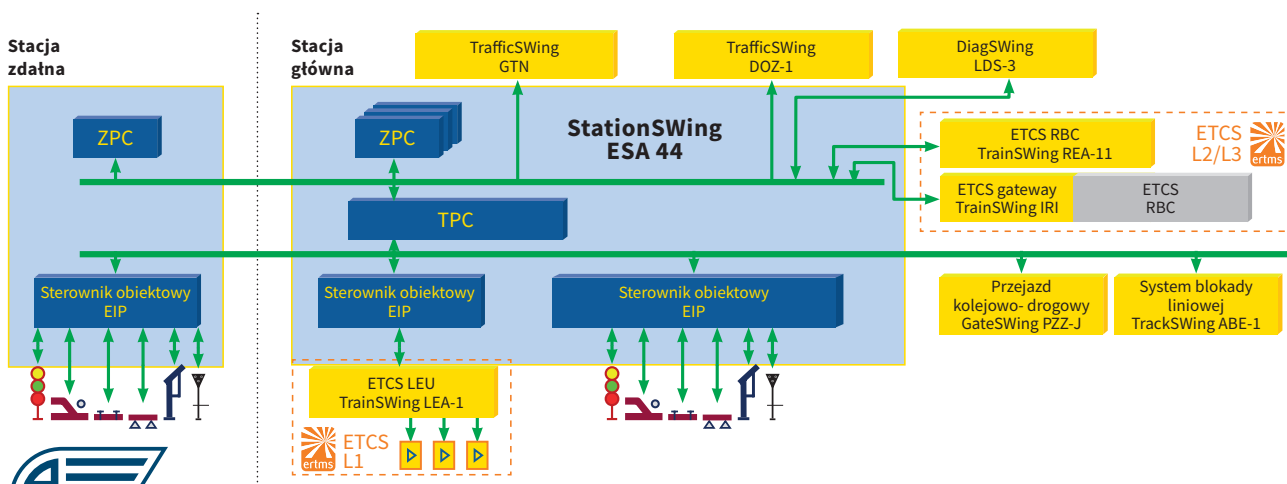 Stacja
zdałna
Stacja
główna
TrafficSWing
GTN
TrafficSWing
DOZ-1
DiagSWing
LDS-3
ZPC
ZPC
StationSWing
ESA 44
ETCS RBC
TrainSWing REA-11
ETCS
L2/L3
ertms
ETCS gateway
TrainSWing IRI
ETCS
RBC
TPC
Sterownik obiektowy
EIP
Sterownik obiektowy
EIP
Sterownik obiektowy
EIP
Przejazd
kolejowo- drogowy
GateSWing PZZ-J
System blokady
liniowej
TrackSWing ABE-1
ETCS LEU
TrainSWing LEA-1
ertms
ETCS
L1